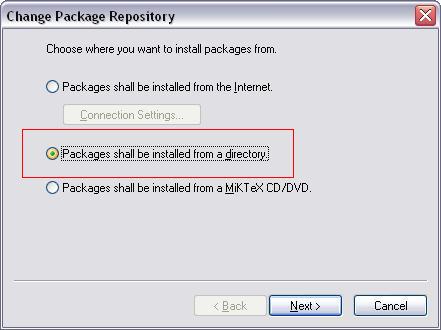 Change Package Repository
Choose where you want to install packages from.
Packages shall be installed from the Internet.
Connection Settings...
Packages shall be installed from a directory.
Packages shall be installed from a MiKTeX CD/DVD.
< Back
Next >
Cancel